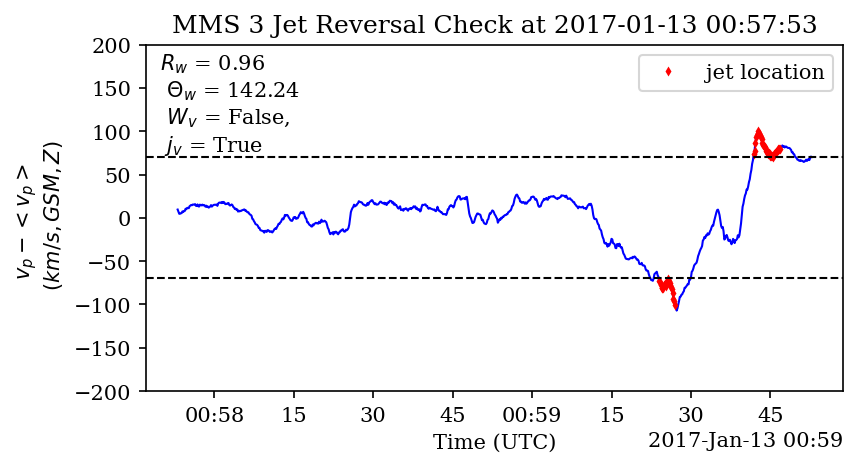 MMS 3 Jet Reversal Check at 2017-01-13 00:57:53
200
150
100
50
0
−50
−100
−150
−200
v_p − < v_p >
(km/s, GSM, Z)
R_w = 0.96
Θ_w = 142.24
W_v = False,
j_v = True
jet location
00:58 15 30 45 00:59 15 30 45
Time (UTC)
2017-Jan-13 00:59